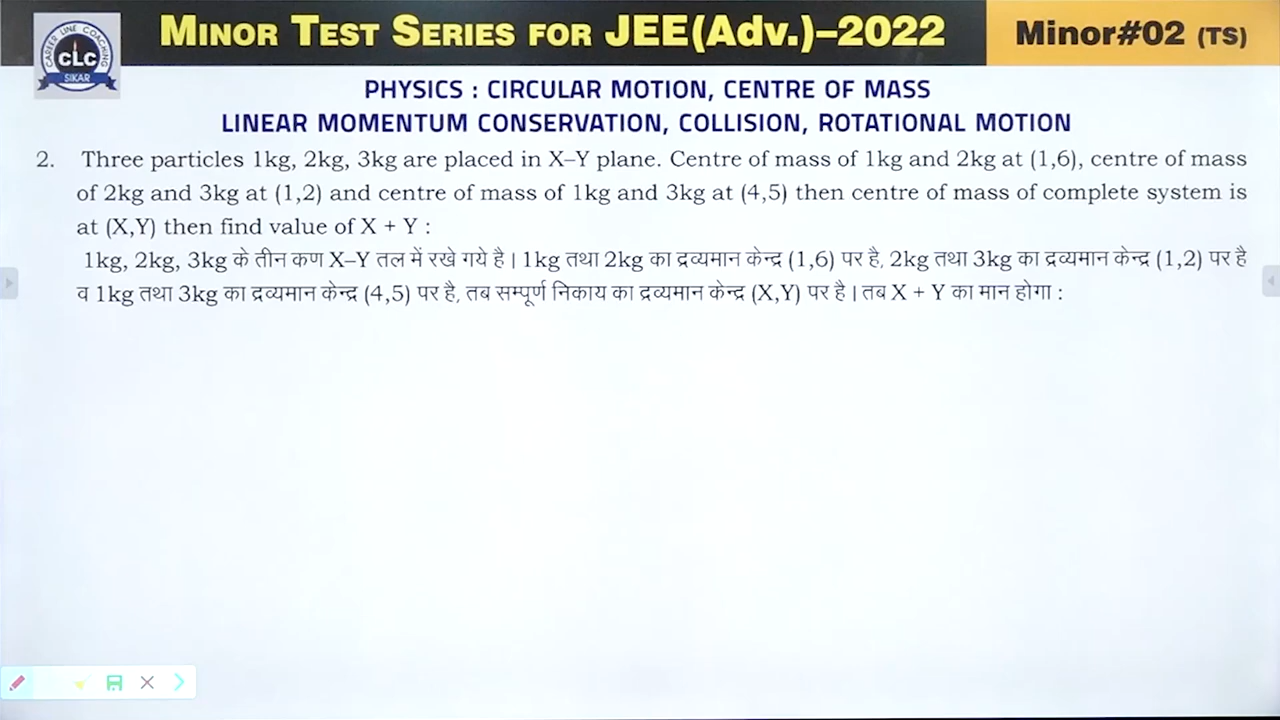 CAREER LINE COACHING
CLC
SIKAR
MINOR TEST SERIES FOR JEE(Adv.)–2022
Minor#02 (TS)
PHYSICS : CIRCULAR MOTION, CENTRE OF MASS
LINEAR MOMENTUM CONSERVATION, COLLISION, ROTATIONAL MOTION
2. Three particles 1kg, 2kg, 3kg are placed in X–Y plane. Centre of mass of 1kg and 2kg at (1,6), centre of mass
of 2kg and 3kg at (1,2) and centre of mass of 1kg and 3kg at (4,5) then centre of mass of complete system is
at (X,Y) then find value of X + Y :
1kg, 2kg, 3kg के तीन कण X–Y तल में रखे गये है। 1kg तथा 2kg का द्रव्यमान केन्द्र (1,6) पर है, 2kg तथा 3kg का द्रव्यमान केन्द्र (1,2) पर है
व 1kg तथा 3kg का द्रव्यमान केन्द्र (4,5) पर है, तब सम्पूर्ण निकाय का द्रव्यमान केन्द्र (X,Y) पर है। तब X + Y का मान होगा :